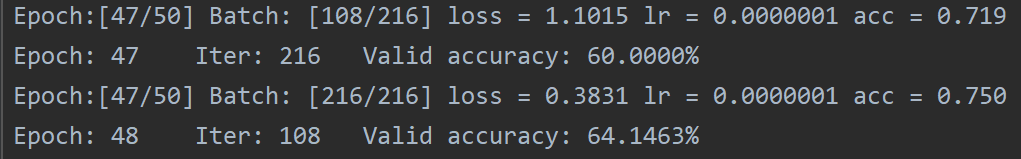 Epoch:[47/50] Batch: [108/216] loss = 1.1015 lr = 0.0000001 acc = 0.719
Epoch: 47    Iter: 216   Valid accuracy: 60.0000%
Epoch:[47/50] Batch: [216/216] loss = 0.3831 lr = 0.0000001 acc = 0.750
Epoch: 48    Iter: 108   Valid accuracy: 64.1463%